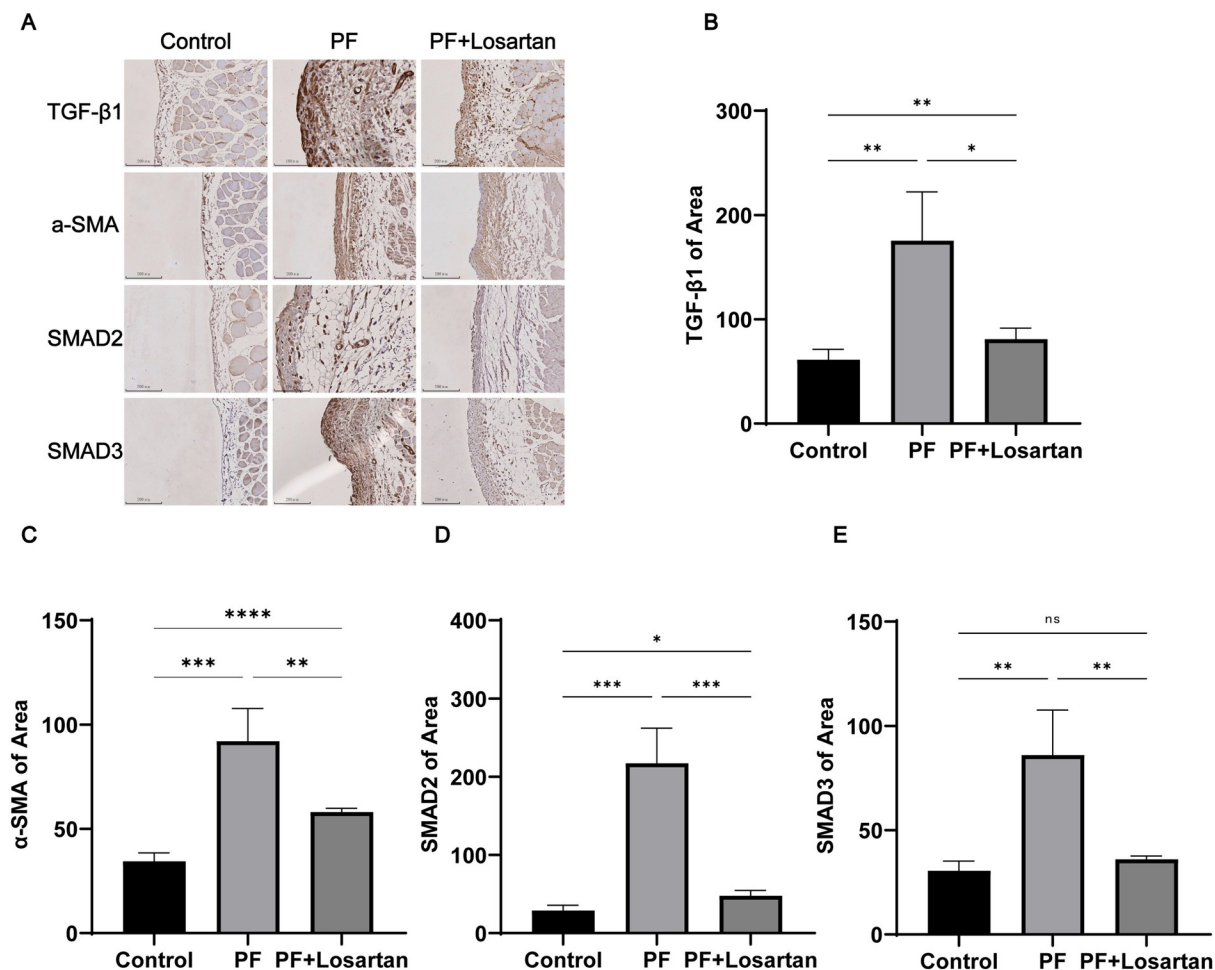 A
Control PF PF+Losartan
TGF-β1
a-SMA
SMAD2
SMAD3
B
TGF-β1 of Area
300
200
100
0
**
** *
Control PF PF+Losartan
C
α-SMA of Area
150
100
50
0
****
*** **
Control PF PF+Losartan
D
SMAD2 of Area
400
300
200
100
0
*
*** ***
Control PF PF+Losartan
E
SMAD3 of Area
150
100
50
0
ns
** **
Control PF PF+Losartan